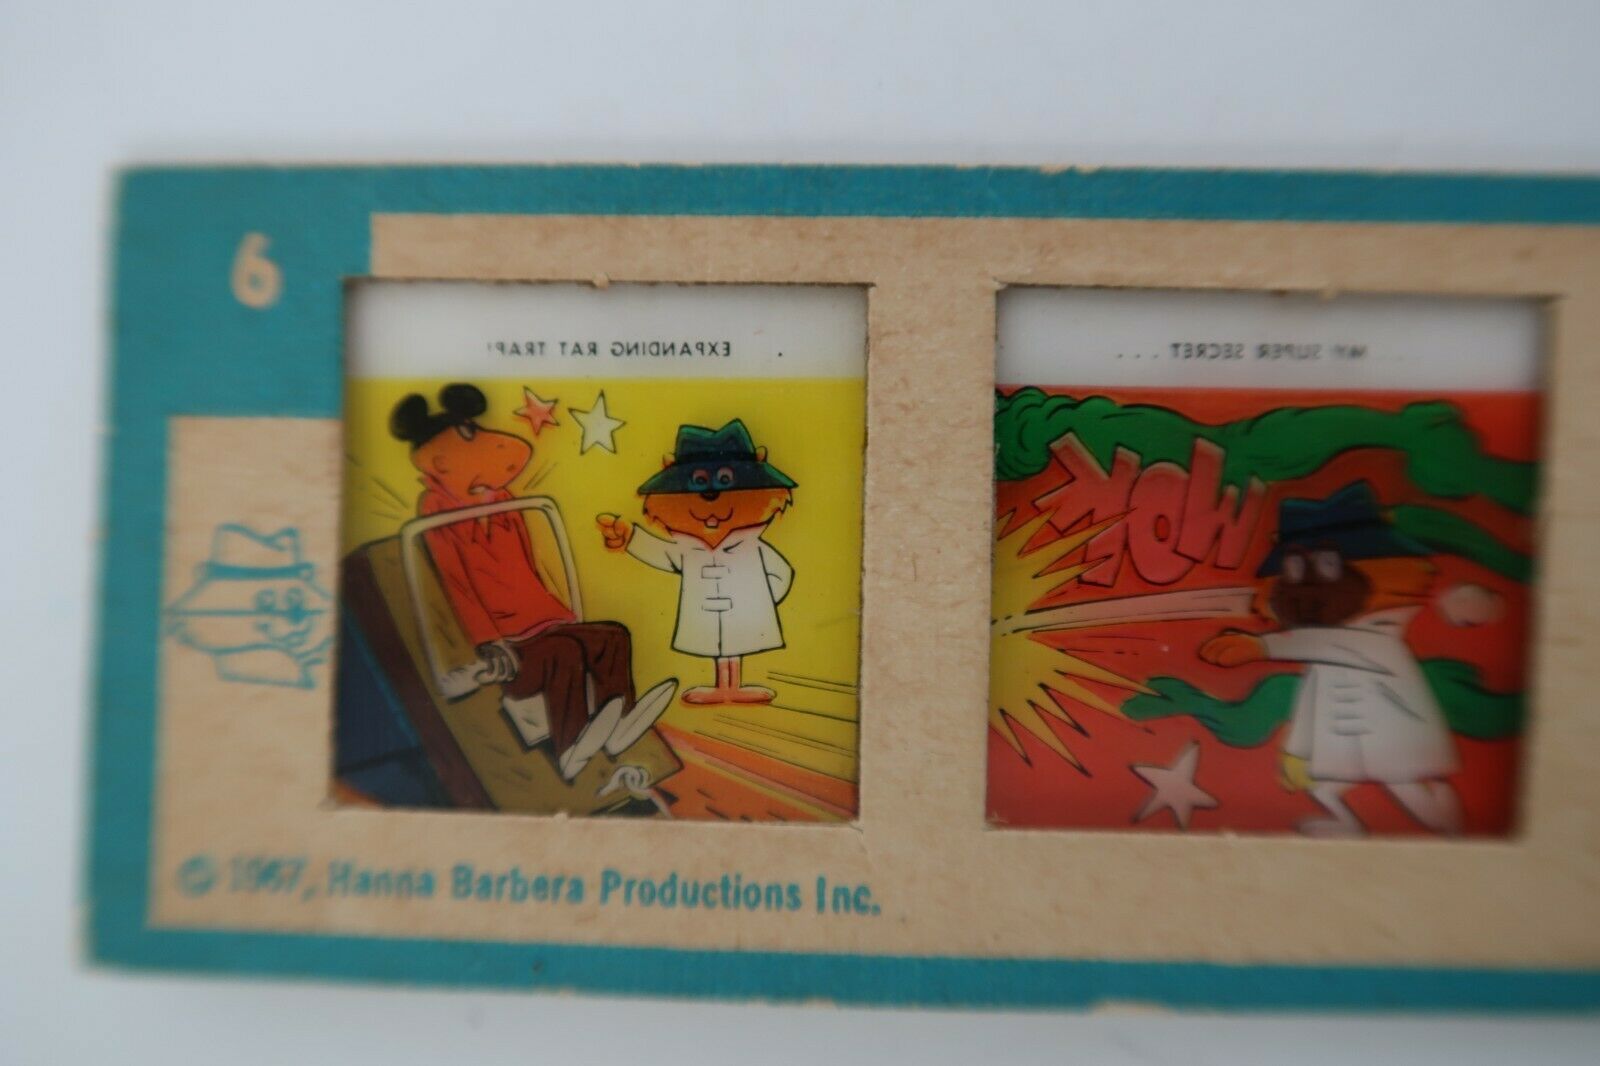 6
. EXPANDING RAT TRAP!
MY SUPER SECRET . . .
WOK
© 1967, Hanna Barbera Productions Inc.